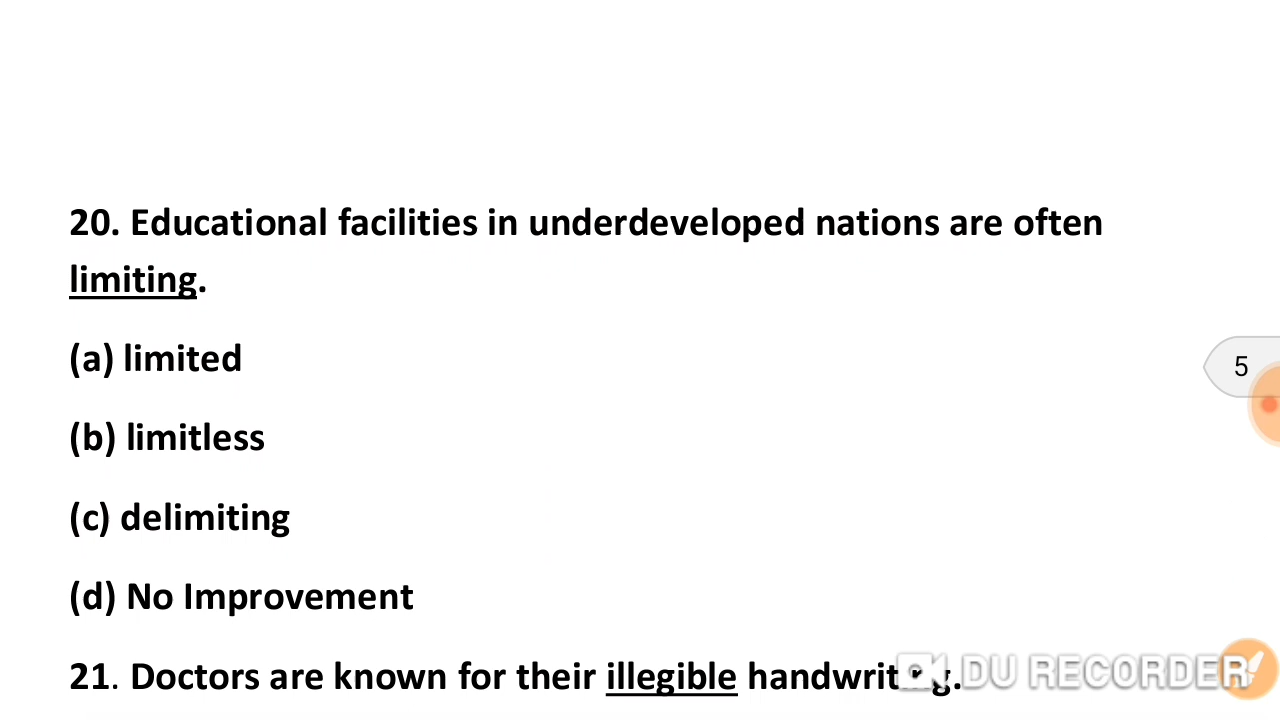 20. Educational facilities in underdeveloped nations are often
limiting.
(a) limited
(b) limitless
5
(c) delimiting
(d) No Improvement
21. Doctors are known for their illegible handwriting.
DU RECORDER